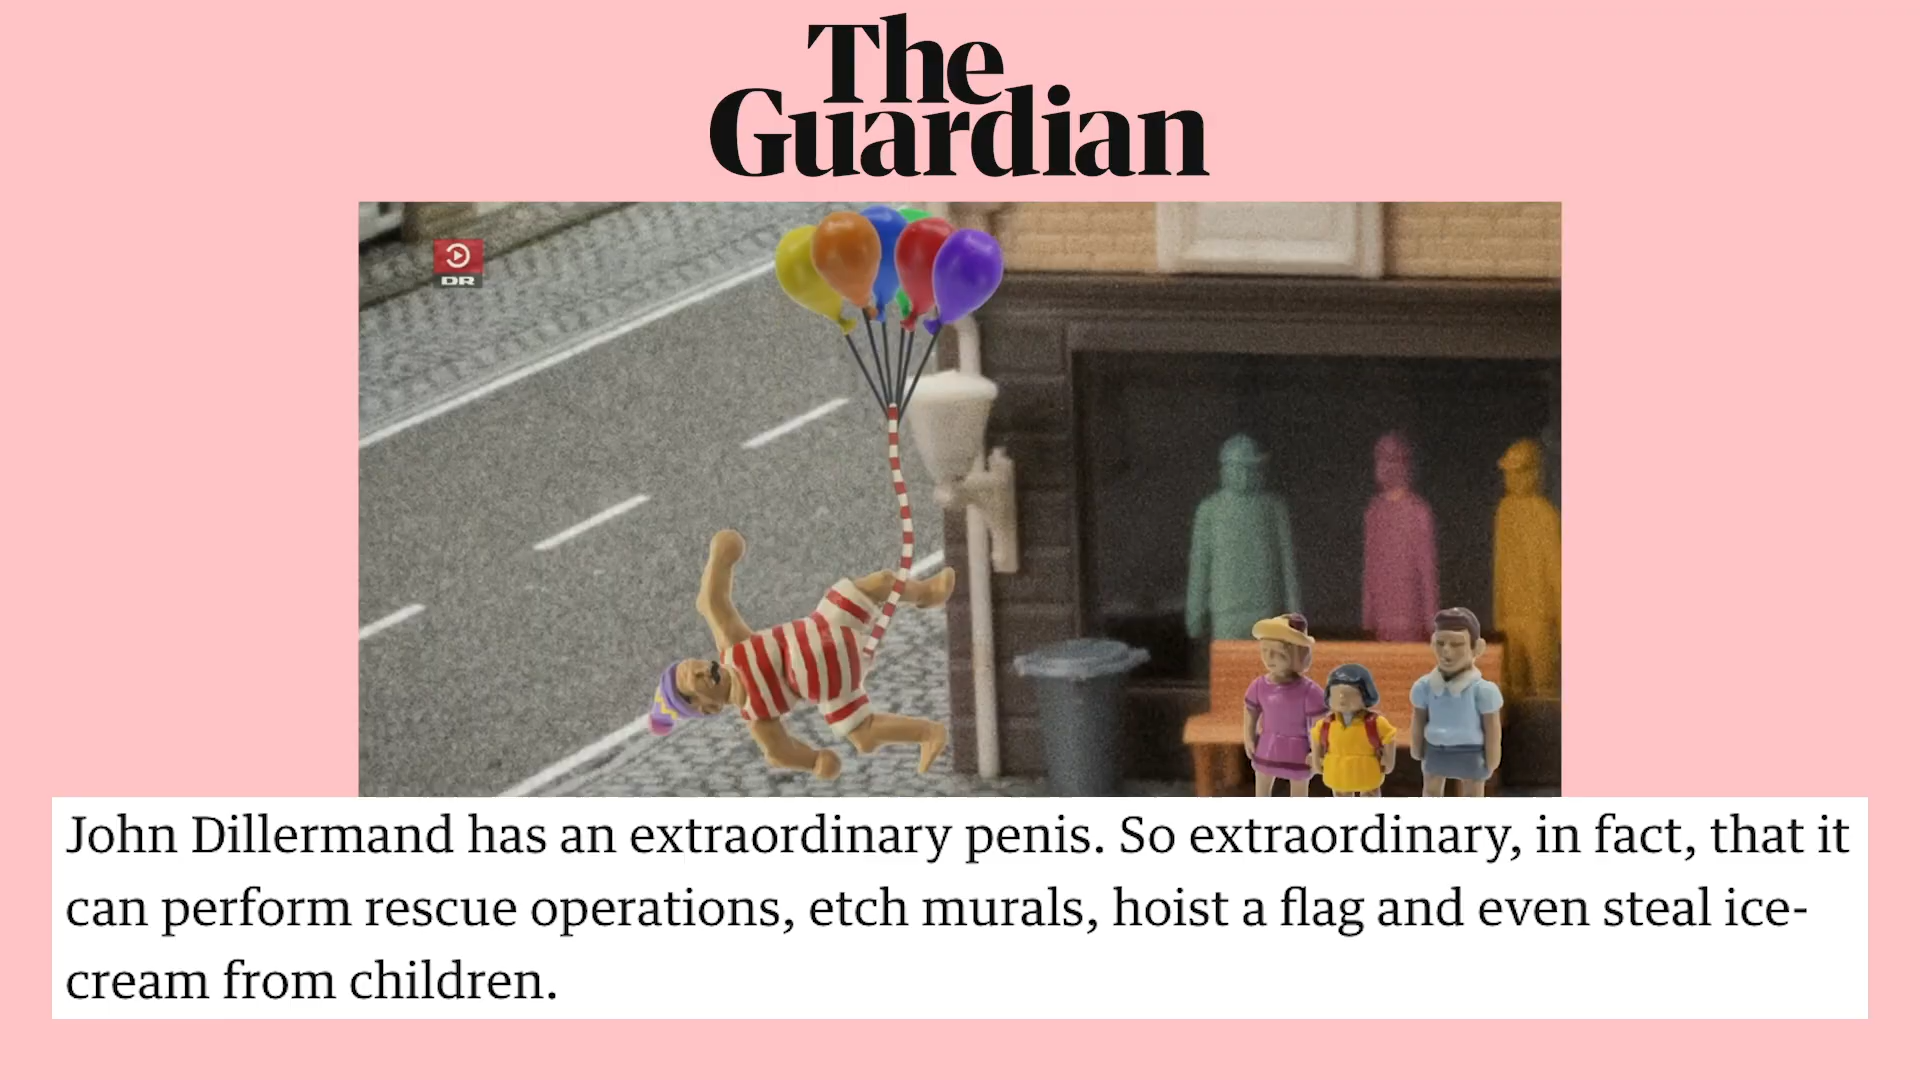 The
Guardian
DR
John Dillermand has an extraordinary penis. So extraordinary, in fact, that it
can perform rescue operations, etch murals, hoist a flag and even steal ice-
cream from children.